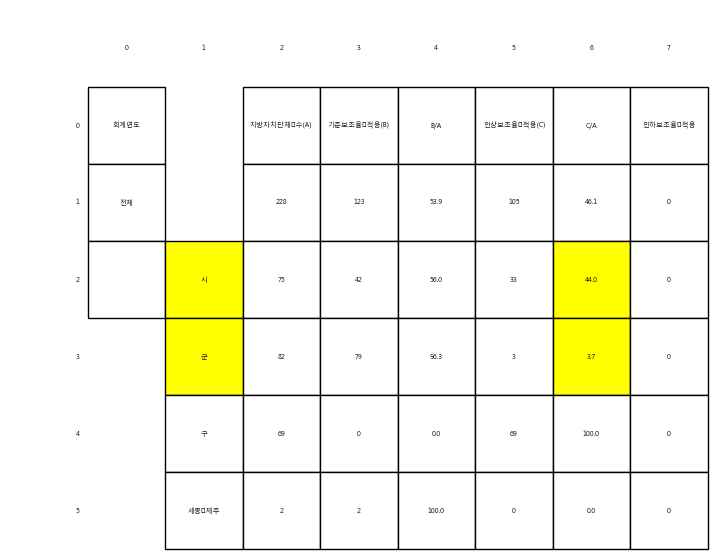 0 1 2 3 4 5 6 7
0 회계연도 지방자치단체▯수(A) 기준보조율▯적용(B) B/A 인상보조율▯적용(C) C/A 인하보조율▯적용
1 전체 228 123 53.9 105 46.1 0
2 시 75 42 56.0 33 44.0 0
3 군 82 79 96.3 3 3.7 0
4 구 69 0 0.0 69 100.0 0
5 세종▯제주 2 2 100.0 0 0.0 0